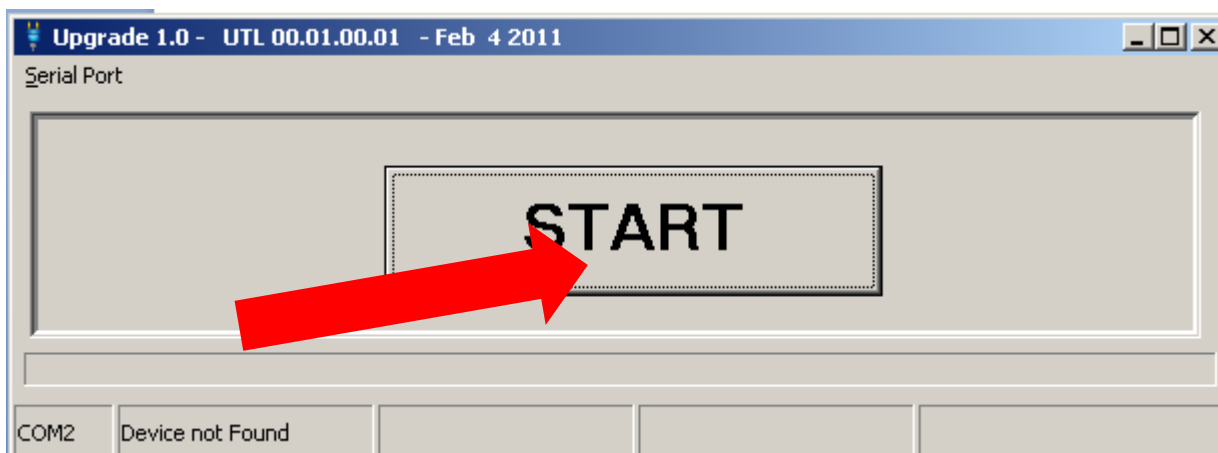 Upgrade 1.0 - UTL 00.01.00.01 - Feb 4 2011
Serial Port
START
COM2 Device not Found